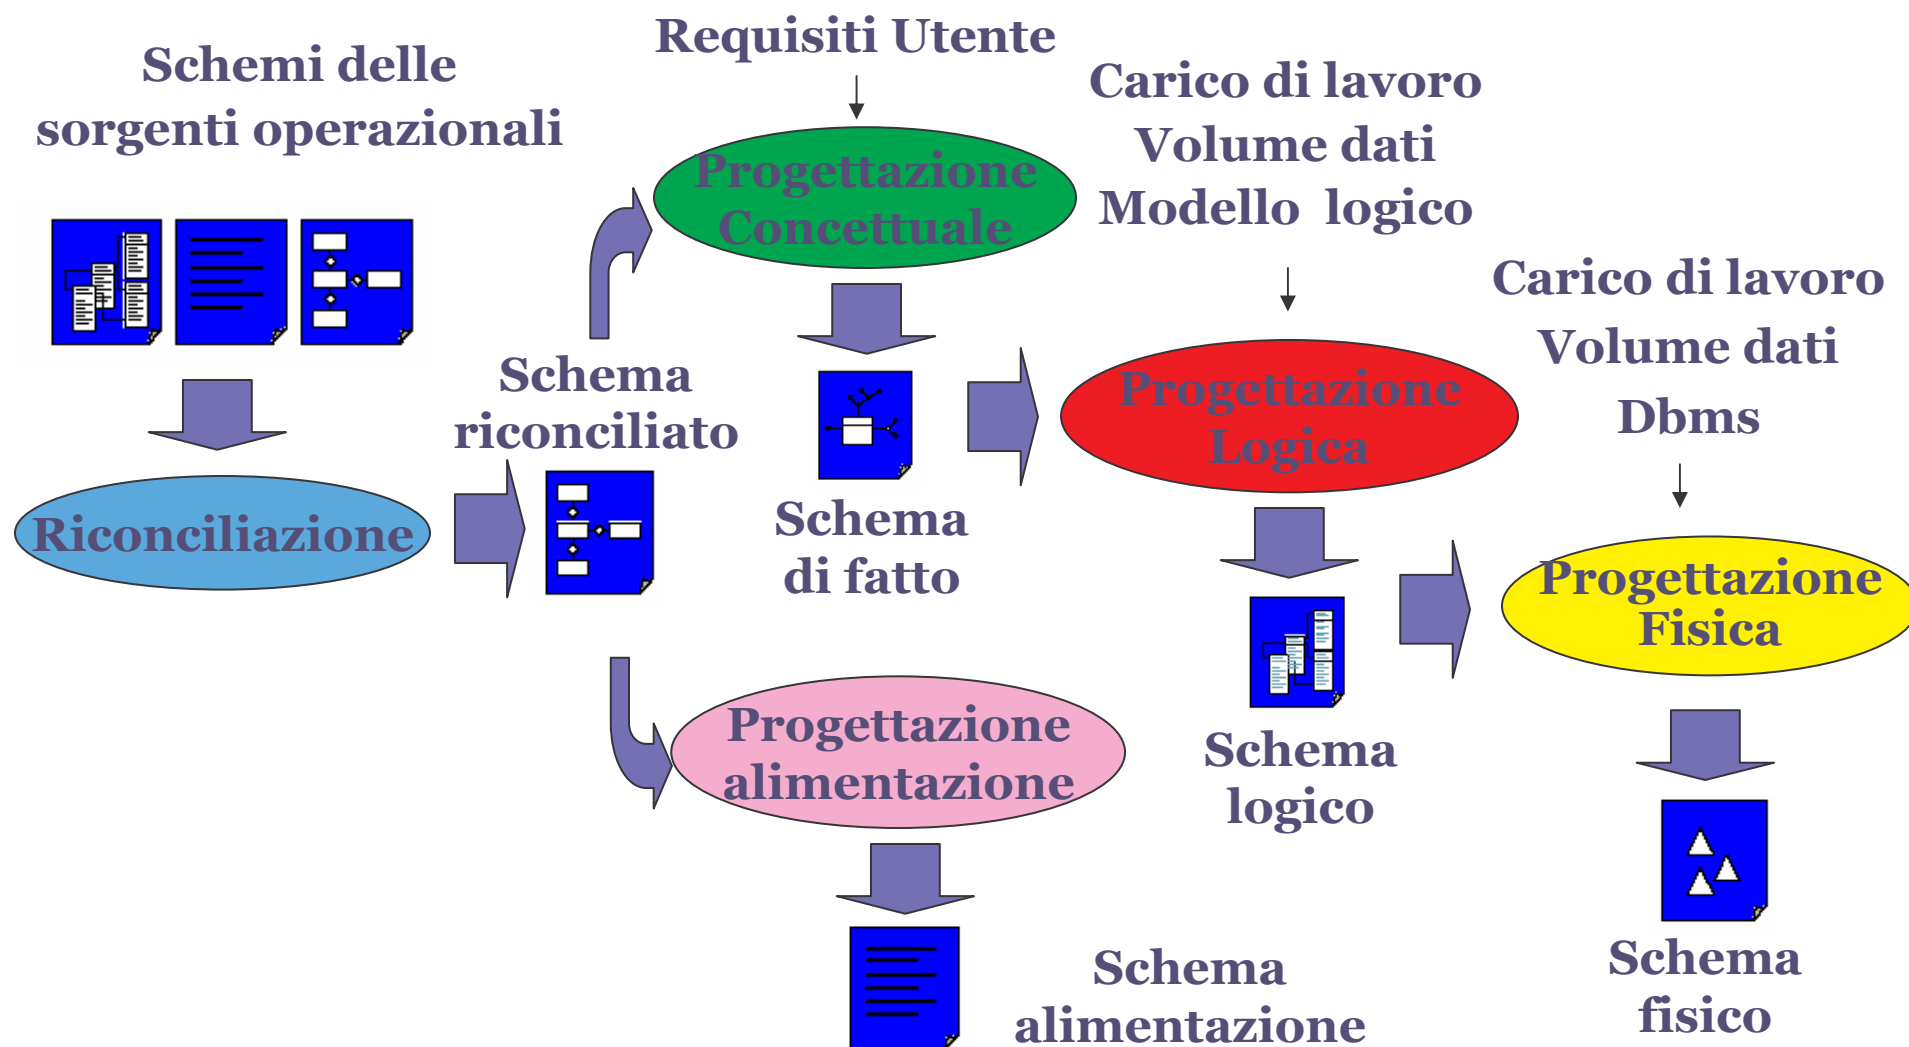 Schemi delle
sorgenti operazionali
Requisiti Utente
Carico di lavoro
Volume dati
Modello logico
Progettazione
Concettuale
Carico di lavoro
Volume dati
Dbms
Schema
riconciliato
Progettazione
Logica
Riconciliazione
Schema
di fatto
Progettazione
Fisica
Progettazione
alimentazione
Schema
logico
Schema
alimentazione
Schema
fisico